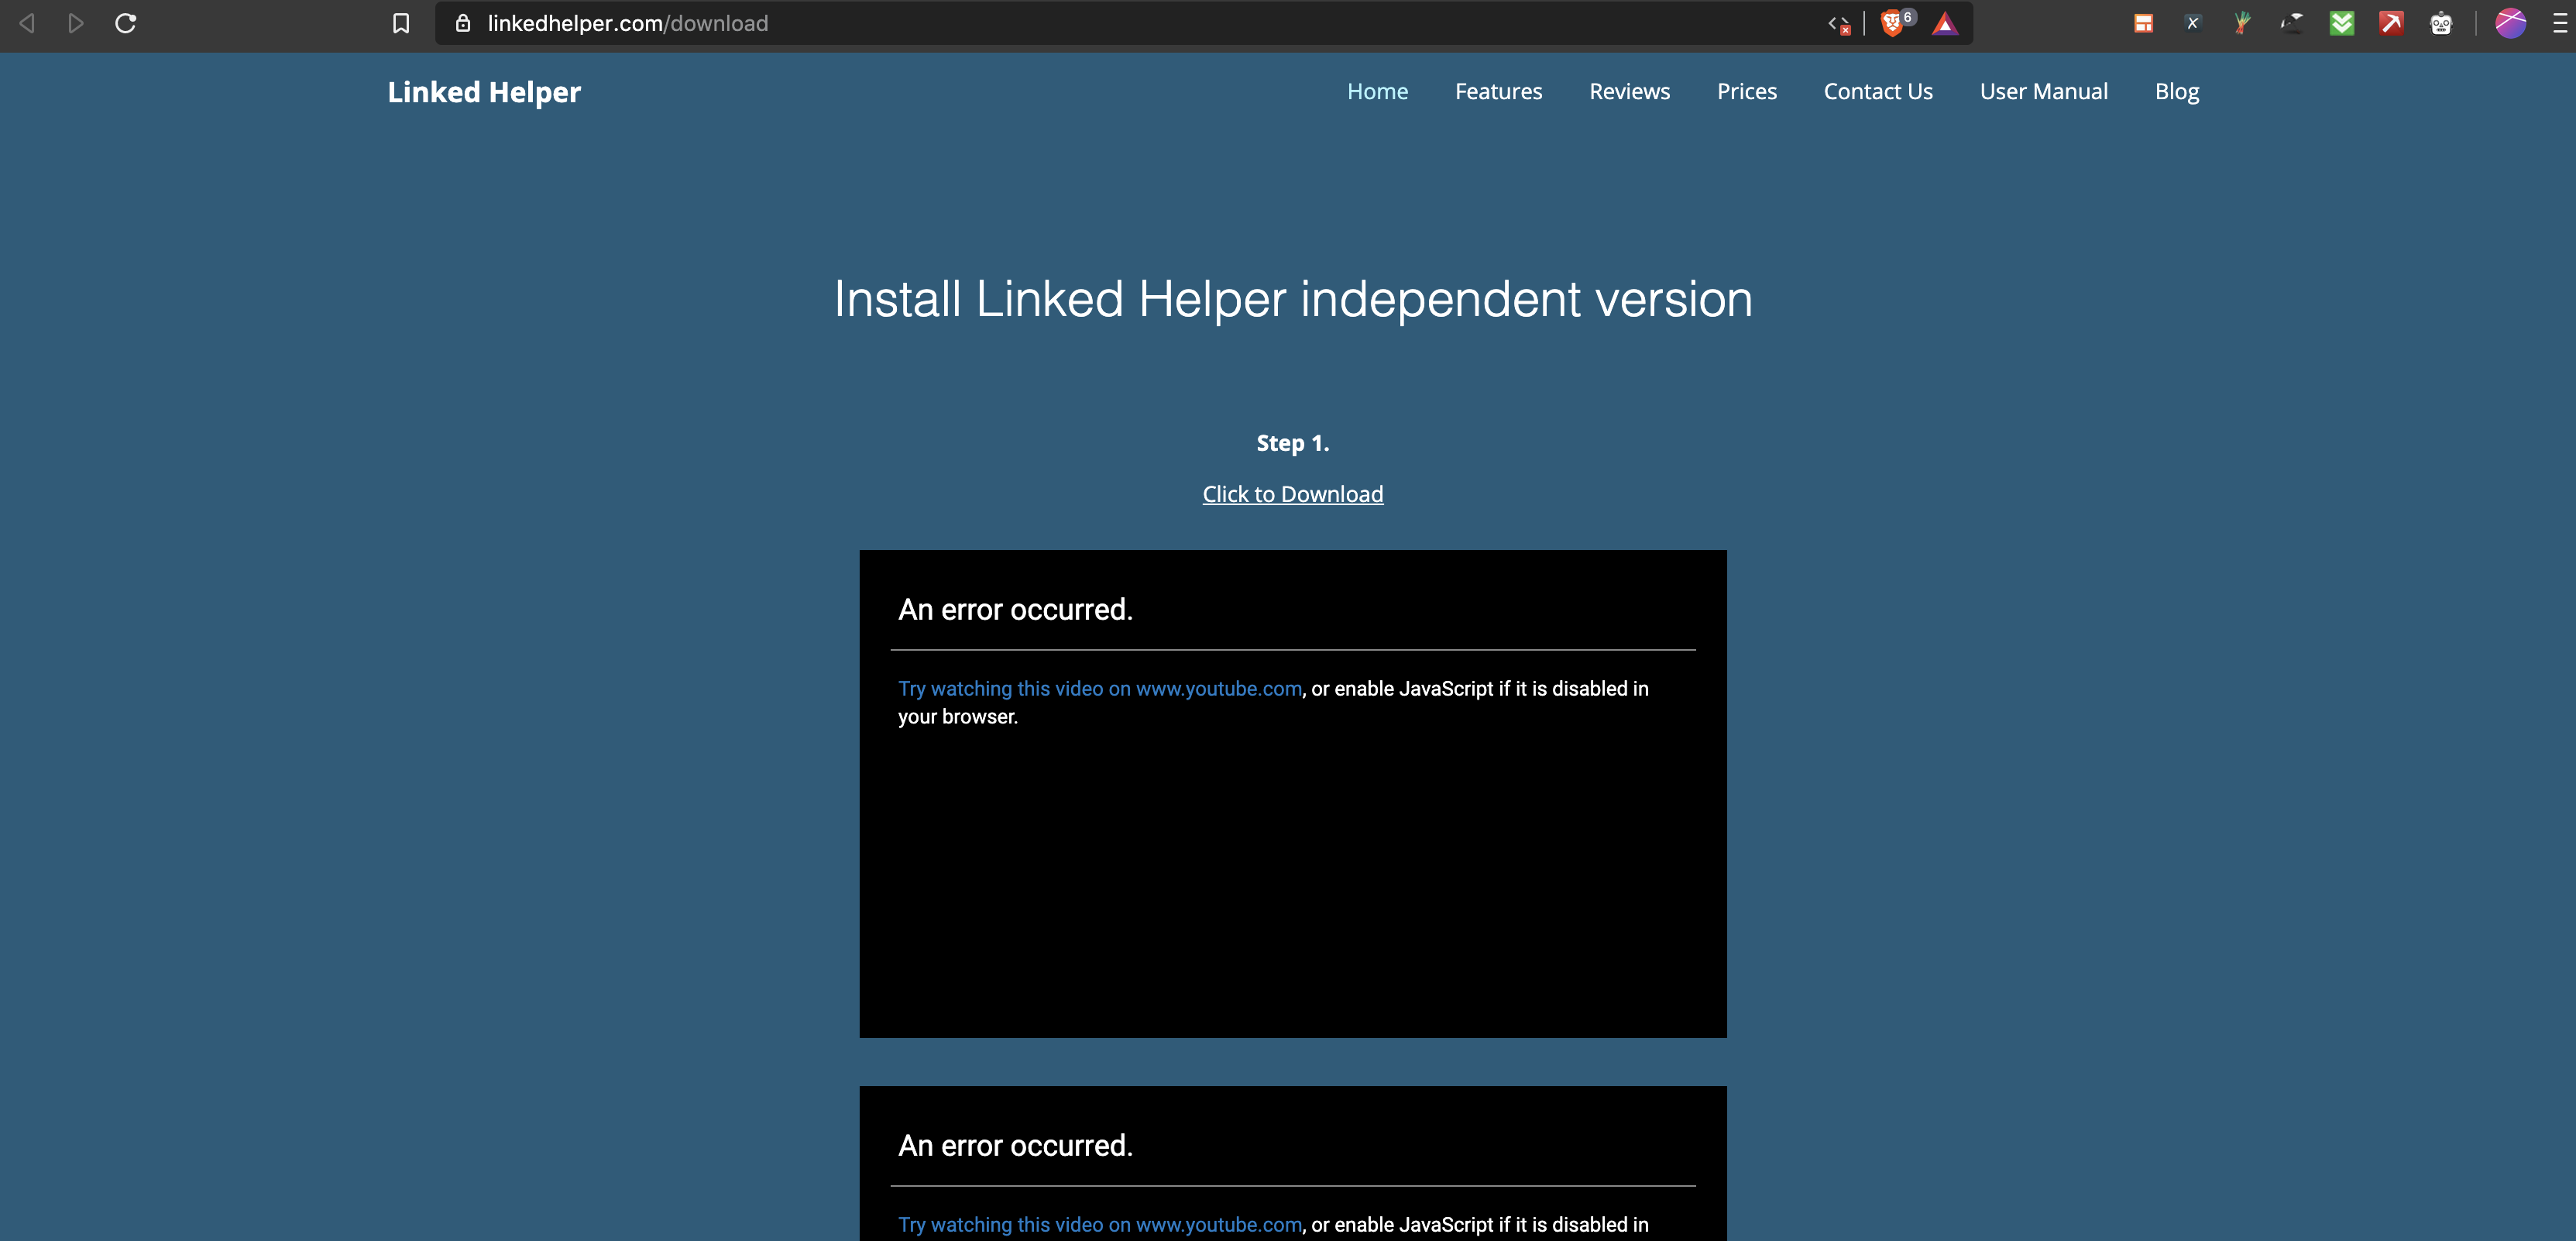 linkedhelper.com/download
6
Linked Helper
Home Features Reviews Prices Contact Us User Manual Blog
Install Linked Helper independent version
Step 1.
Click to Download
An error occurred.
Try watching this video on www.youtube.com, or enable JavaScript if it is disabled in
your browser.
An error occurred.
Try watching this video on www.youtube.com, or enable JavaScript if it is disabled in